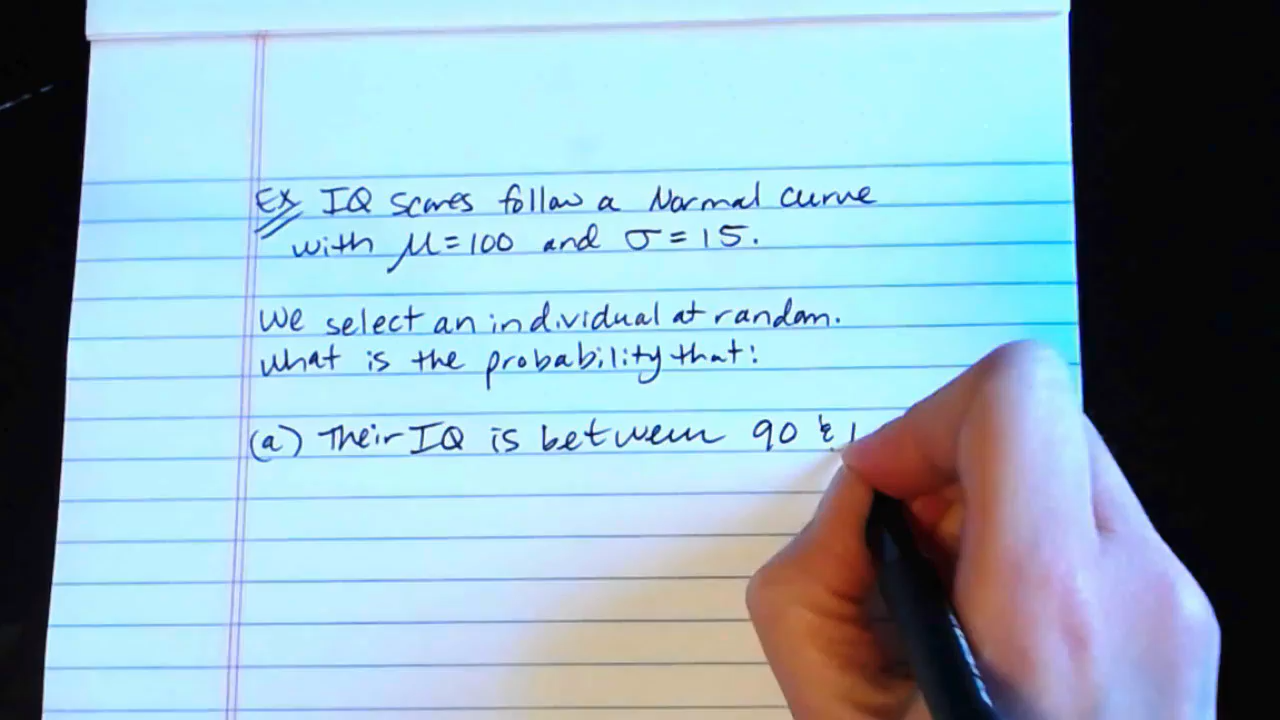 Ex IQ scores follow a Normal curve
with μ = 100 and σ = 15.
We select an individual at random.
What is the probability that:
(a) Their IQ is between 90 & 1